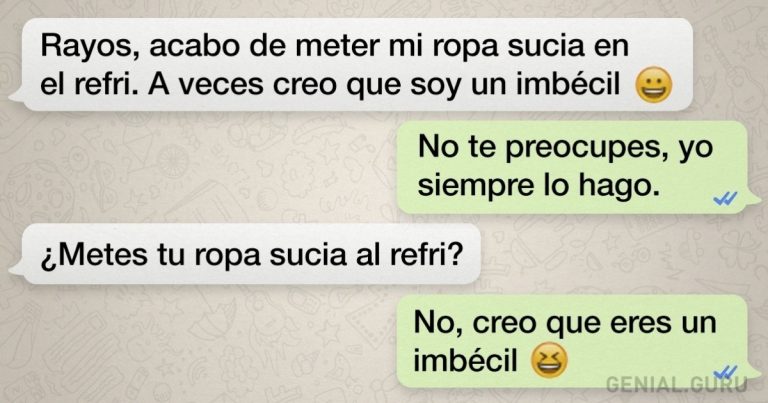 Rayos, acabo de meter mi ropa sucia en
el refri. A veces creo que soy un imbécil 😀
No te preocupes, yo
siempre lo hago.
¿Metes tu ropa sucia al refri?
No, creo que eres un
imbécil 😆
GENIAL.GURU